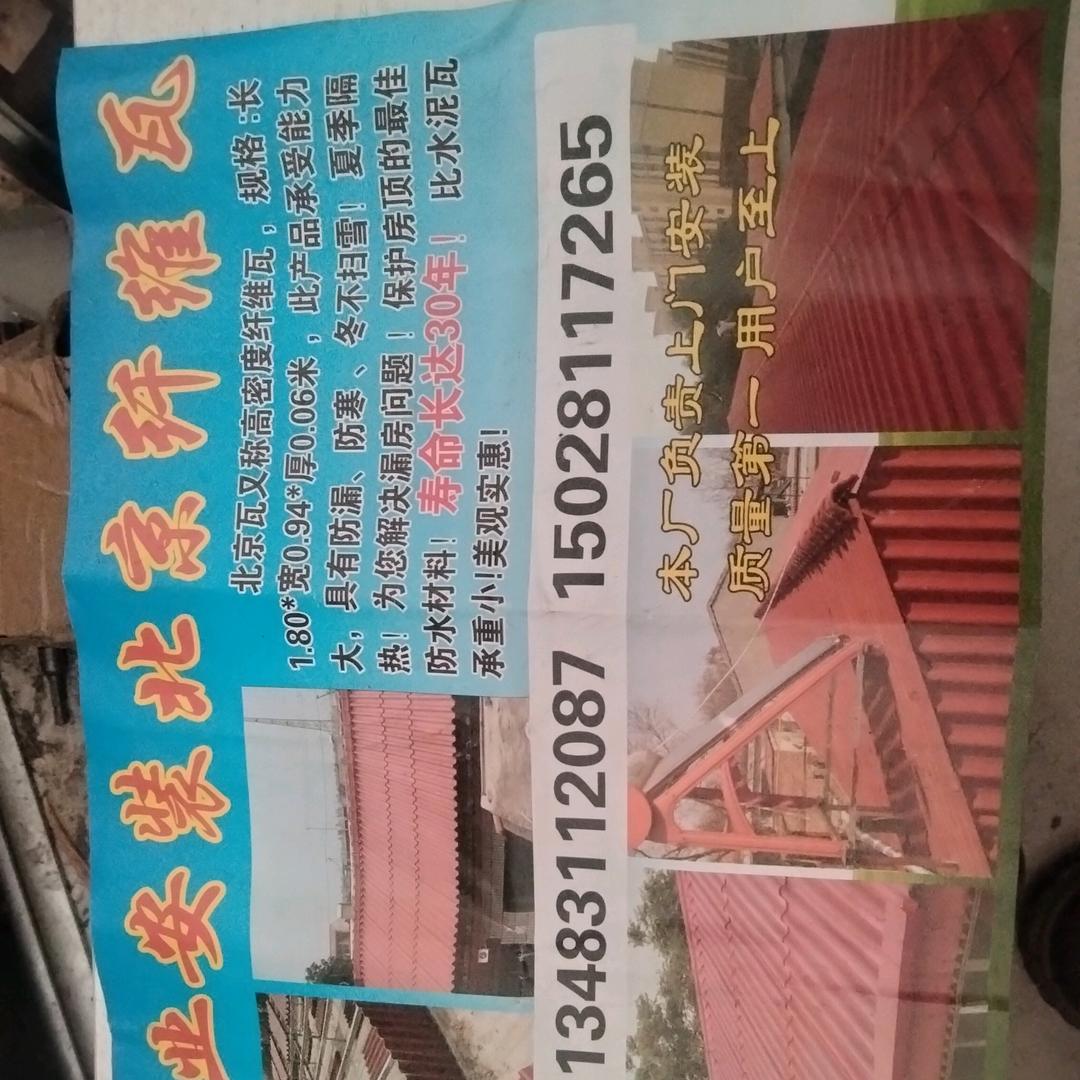 业安装北京纤维瓦
北京瓦又称高密度纤维瓦，规格:长
1.80*宽0.94*厚0.06米，此产品承受能力
大，具有防漏、防寒、冬不扫雪！夏季隔
热！为您解决漏房问题！保护房顶的最佳
防水材料！寿命长达30年！比水泥瓦
承重小!美观实惠!
13483112087 15028117265
本厂负责上门安装
质量第一用户至上